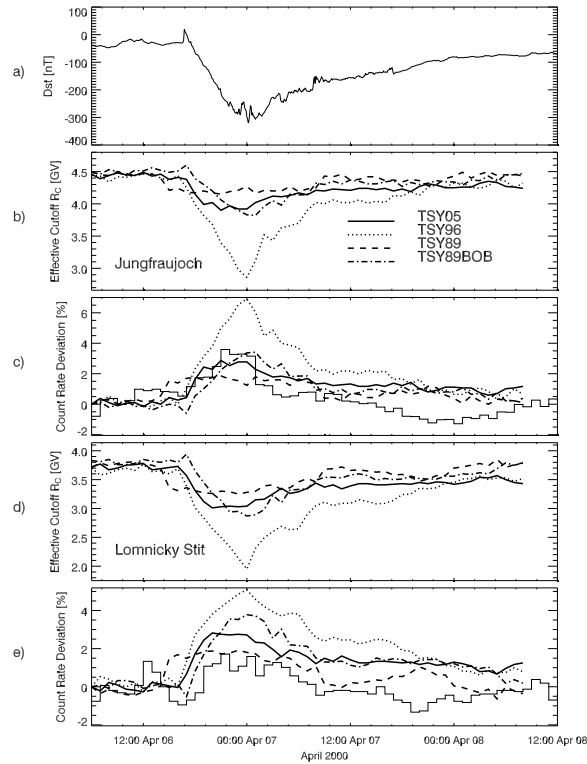 a)
Dst [nT]
100
0
-100
-200
-300
-400
b)
Effective Cutoff R_C [GV]
4.5
4.0
3.5
3.0
Jungfraujoch
TSY05
TSY96
TSY89
TSY89BOB
c)
Count Rate Deviation [%]
6
4
2
0
-2
d)
Effective Cutoff R_C [GV]
4.0
3.5
3.0
2.5
2.0
Lomnicky Stit
e)
Count Rate Deviation [%]
4
2
0
-2
12:00 Apr 06 00:00 Apr 07 12:00 Apr 07 00:00 Apr 08 12:00 Apr 08
April 2000